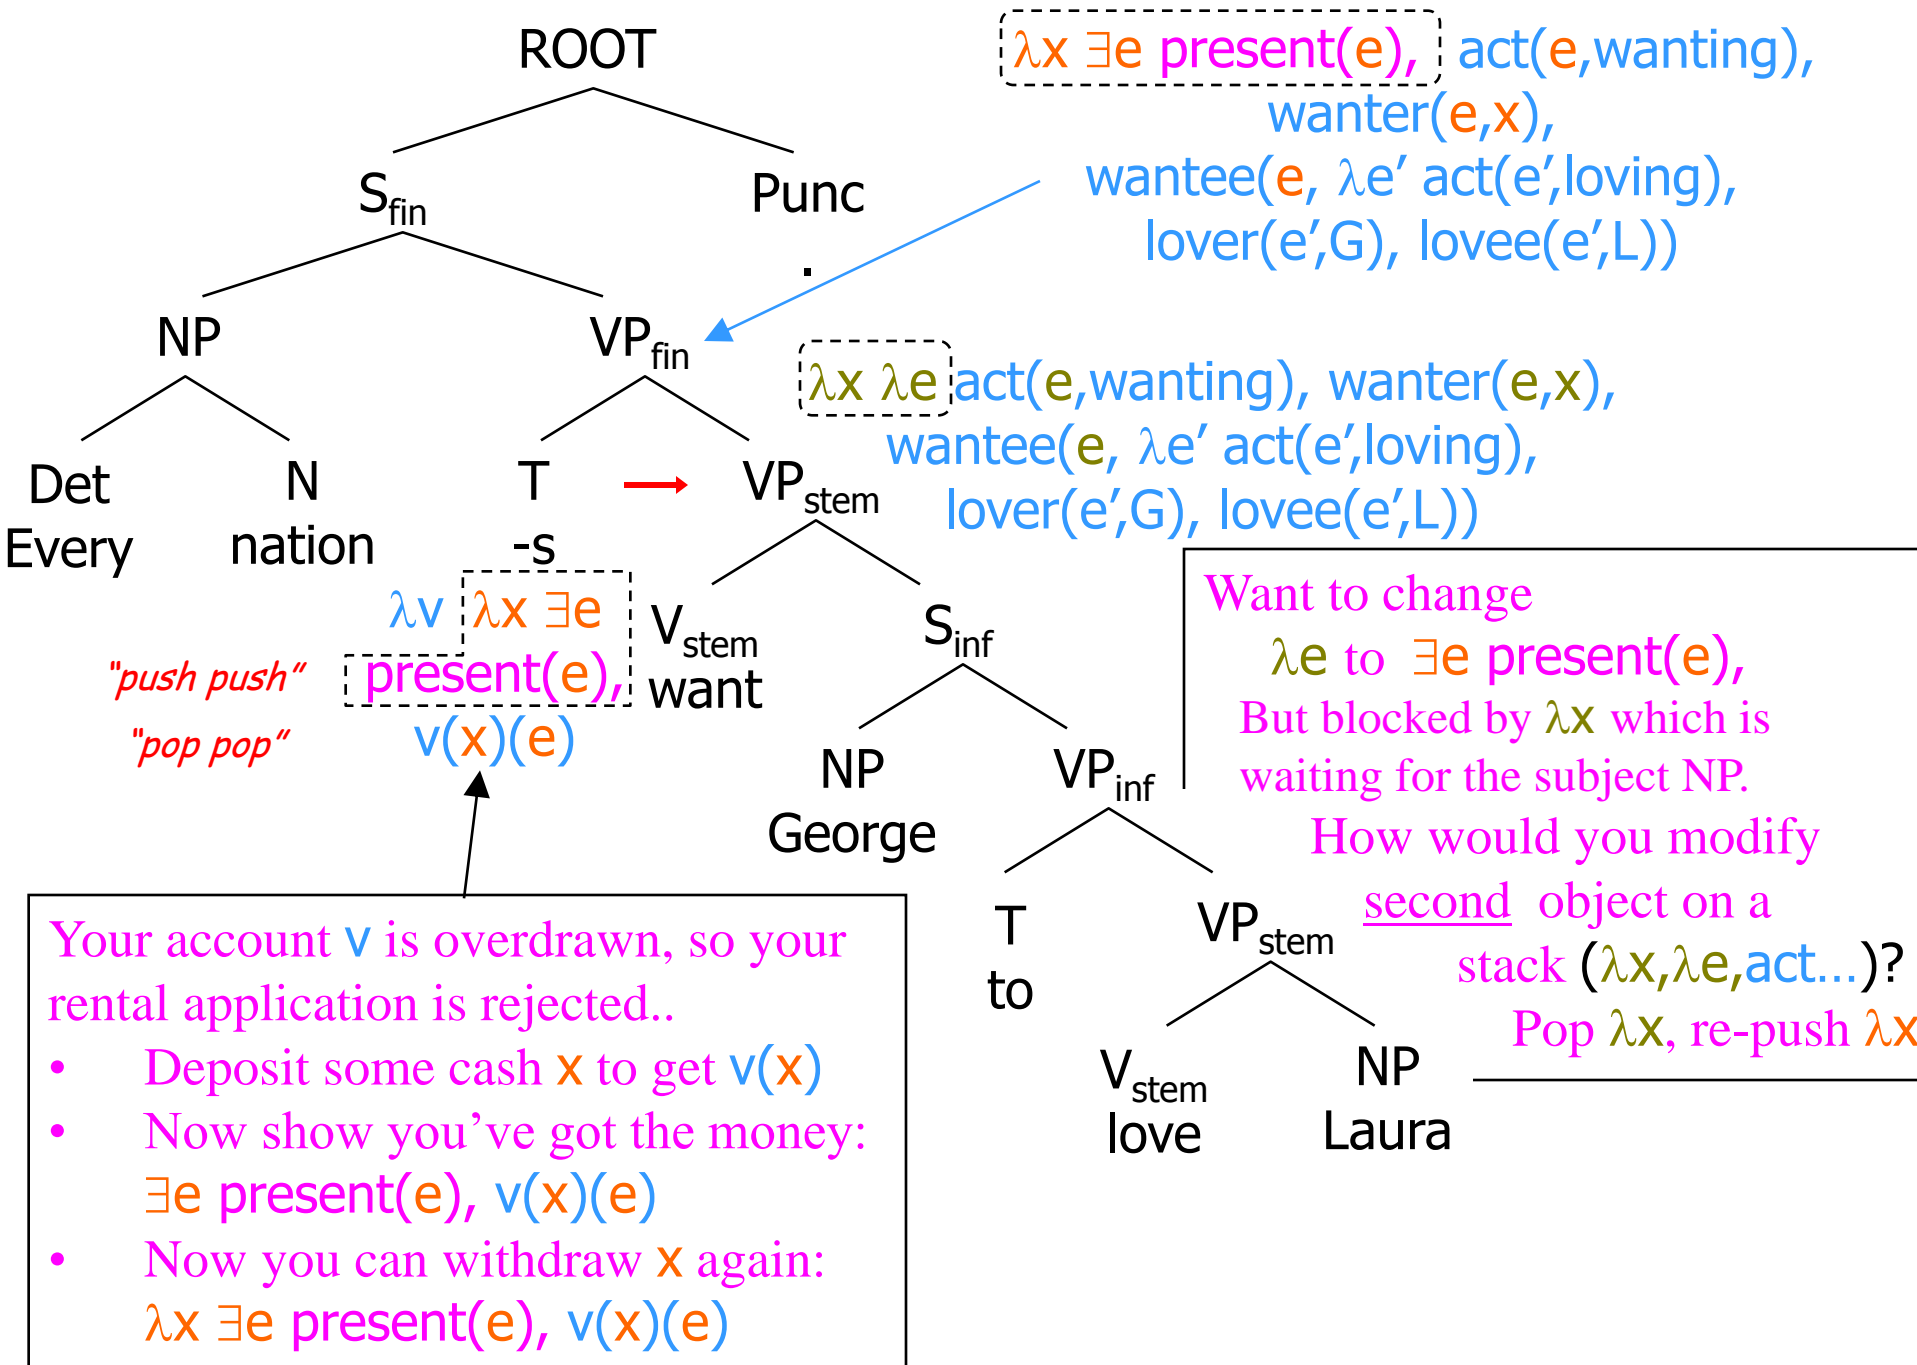 ROOT
λx ∃e present(e), act(e,wanting),
wanter(e,x),
wantee(e, λe’ act(e’,loving),
lover(e’,G), lovee(e’,L))
Sfin Punc
.
NP VPfin
λx λe act(e,wanting), wanter(e,x),
wantee(e, λe’ act(e’,loving),
lover(e’,G), lovee(e’,L))
Det N T VPstem
Every nation -s
λv λx ∃e
present(e),
v(x)(e)
"push push"
"pop pop"
Vstem Sinf
want
NP VPinf
George
T VPstem
to
Vstem NP
love Laura
Want to change
λe to ∃e present(e),
But blocked by λx which is
waiting for the subject NP.
How would you modify
second object on a
stack (λx,λe,act…)?
Pop λx, re-push λx
Your account v is overdrawn, so your
rental application is rejected..
• Deposit some cash x to get v(x)
• Now show you’ve got the money:
∃e present(e), v(x)(e)
• Now you can withdraw x again:
λx ∃e present(e), v(x)(e)